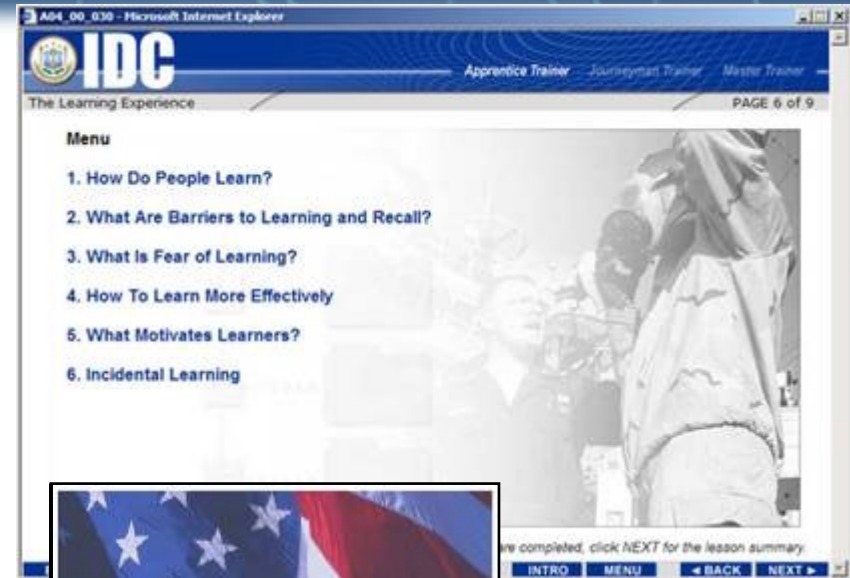 A04_00_030 - Microsoft Internet Explorer
IDC
Apprentice Trainer Journeyman Trainer Master Trainer
The Learning Experience PAGE 6 of 9
Menu
1. How Do People Learn?
2. What Are Barriers to Learning and Recall?
3. What Is Fear of Learning?
4. How To Learn More Effectively
5. What Motivates Learners?
6. Incidental Learning
are completed, click NEXT for the lesson summary.
INTRO MENU ◄ BACK NEXT ►